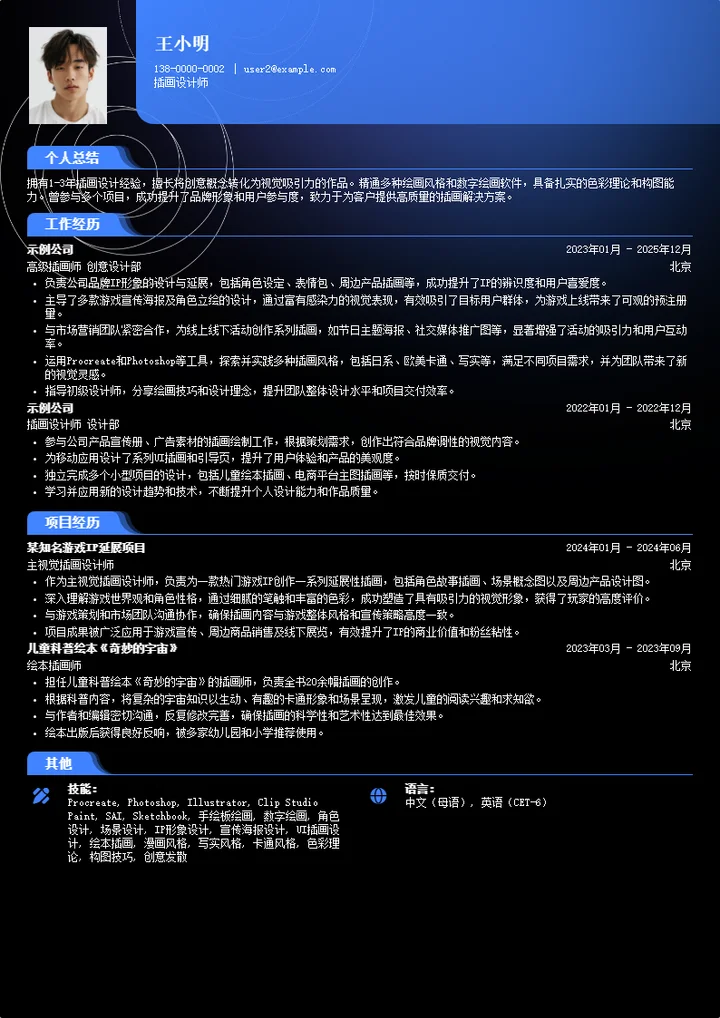 王小明
138-0000-0002 | user2@example.com
插画设计师
个人总结
拥有1-3年插画设计经验，擅长将创意概念转化为视觉吸引力的作品。精通多种绘画风格和数字绘画软件，具备扎实的色彩理论和构图能
力。曾参与多个项目，成功提升了品牌形象和用户参与度，致力于为客户提供高质量的插画解决方案。
工作经历
示例公司 2023年01月 - 2025年12月
高级插画师 创意设计部 北京
• 负责公司品牌IP形象的设计与延展，包括角色设定、表情包、周边产品插画等，成功提升了IP的辨识度和用户喜爱度。
• 主导了多款游戏宣传海报及角色立绘的设计，通过富有感染力的视觉表现，有效吸引了目标用户群体，为游戏上线带来了可观的预注册
量。
• 与市场营销团队紧密合作，为线上线下活动创作系列插画，如节日主题海报、社交媒体推广图等，显著增强了活动的吸引力和用户互动
率。
• 运用Procreate和Photoshop等工具，探索并实践多种插画风格，包括日系、欧美卡通、写实等，满足不同项目需求，并为团队带来了新
的视觉灵感。
• 指导初级设计师，分享绘画技巧和设计理念，提升团队整体设计水平和项目交付效率。
示例公司 2022年01月 - 2022年12月
插画设计师 设计部 北京
• 参与公司产品宣传册、广告素材的插画绘制工作，根据策划需求，创作出符合品牌调性的视觉内容。
• 为移动应用设计了系列UI插画和引导页，提升了用户体验和产品的美观度。
• 独立完成多个小型项目的设计，包括儿童绘本插画、电商平台主图插画等，按时保质交付。
• 学习并应用新的设计趋势和技术，不断提升个人设计能力和作品质量。
项目经历
某知名游戏IP延展项目 2024年01月 - 2024年06月
主视觉插画设计师 北京
• 作为主视觉插画设计师，负责为一款热门游戏IP创作一系列延展性插画，包括角色故事插画、场景概念图以及周边产品设计图。
• 深入理解游戏世界观和角色性格，通过细腻的笔触和丰富的色彩，成功塑造了具有吸引力的视觉形象，获得了玩家的高度评价。
• 与游戏策划和市场团队沟通协作，确保插画内容与游戏整体风格和宣传策略高度一致。
• 项目成果被广泛应用于游戏宣传、周边商品销售及线下展览，有效提升了IP的商业价值和粉丝粘性。
儿童科普绘本《奇妙的宇宙》 2023年03月 - 2023年09月
绘本插画师 北京
• 担任儿童科普绘本《奇妙的宇宙》的插画师，负责全书20余幅插画的创作。
• 根据科普内容，将复杂的宇宙知识以生动、有趣的卡通形象和场景呈现，激发儿童的阅读兴趣和求知欲。
• 与作者和编辑密切沟通，反复修改完善，确保插画的科学性和艺术性达到最佳效果。
• 绘本出版后获得良好反响，被多家幼儿园和小学推荐使用。
其他
技能：
Procreate, Photoshop, Illustrator, Clip Studio
Paint, SAI, Sketchbook, 手绘板绘画, 数字绘画, 角色
设计, 场景设计, IP形象设计, 宣传海报设计, UI插画设
计, 绘本插画, 漫画风格, 写实风格, 卡通风格, 色彩理
论, 构图技巧, 创意发散
语言：
中文（母语）, 英语（CET-6）